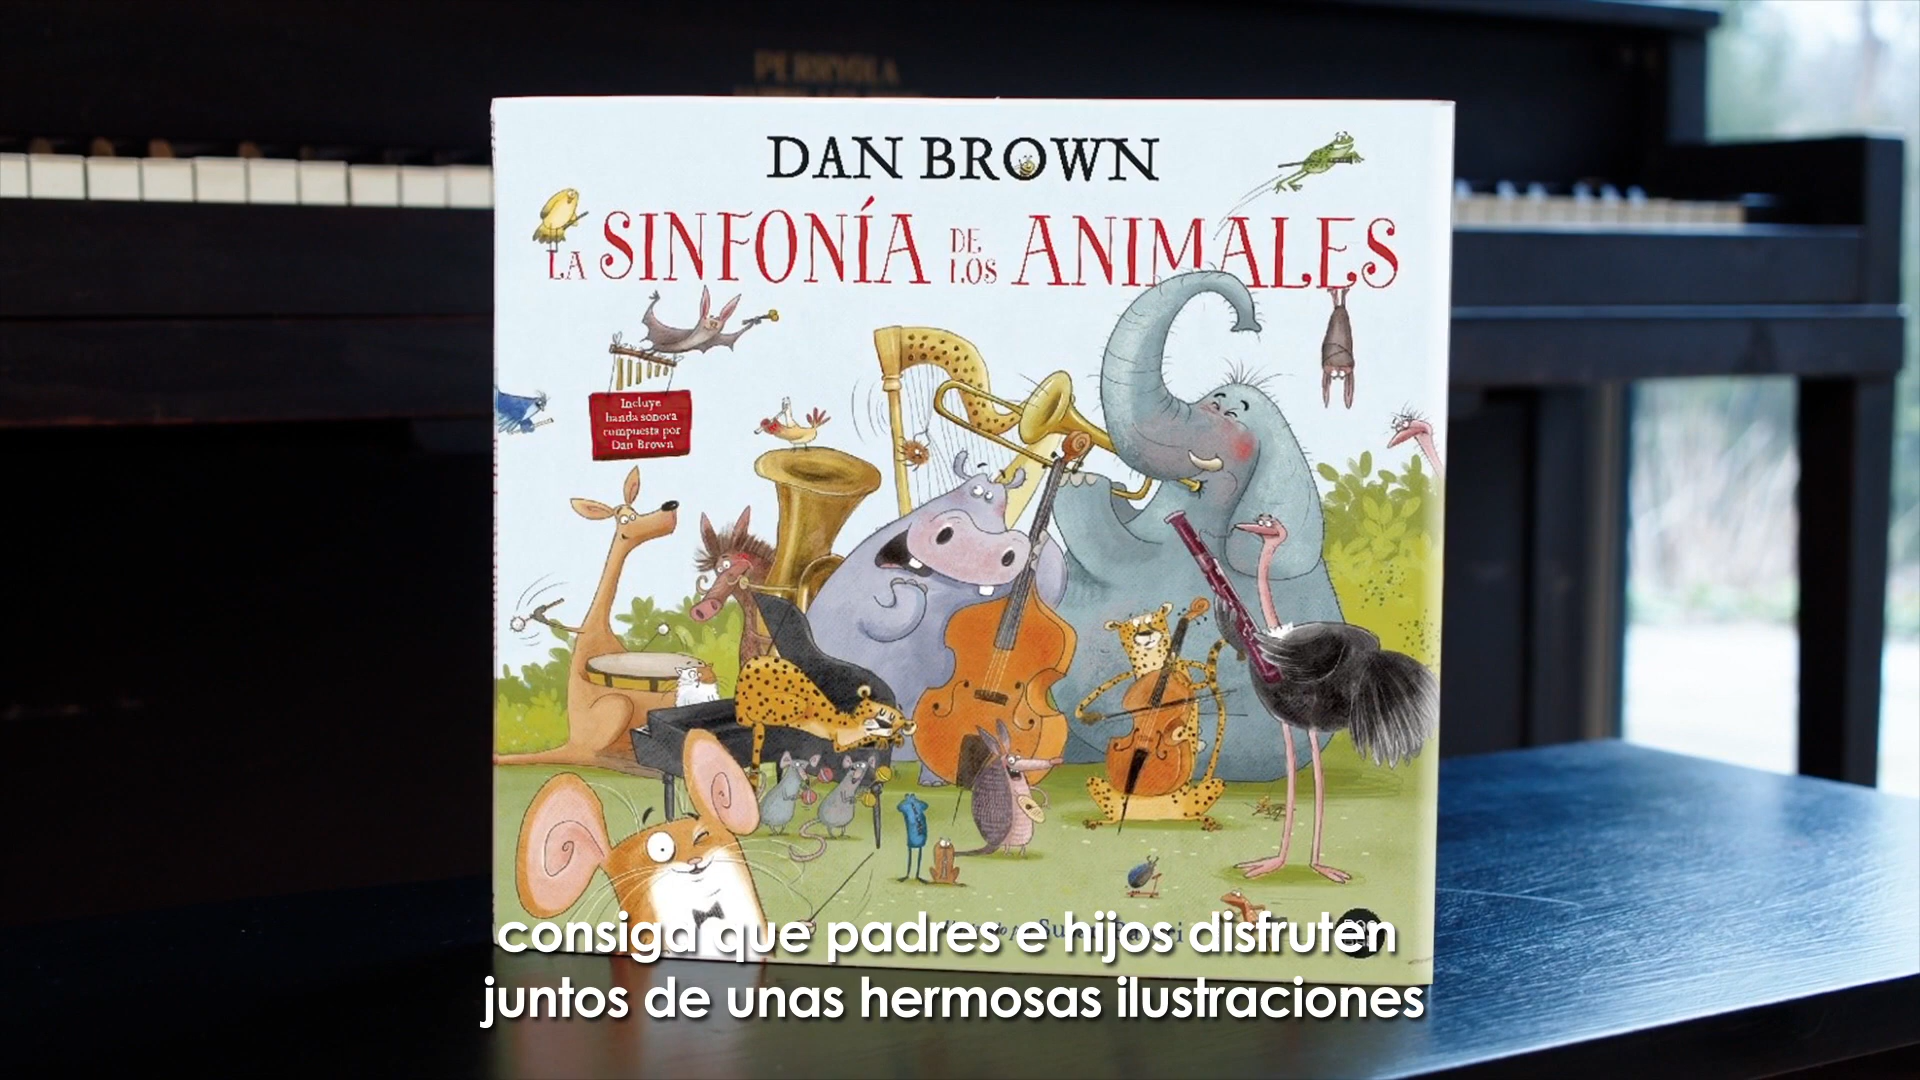 DAN BROWN
LA SINFONÍA DE LOS ANIMALES
Incluye
banda sonora
compuesta por
Dan Brown
consiga que padres e hijos disfruten
juntos de unas hermosas ilustraciones